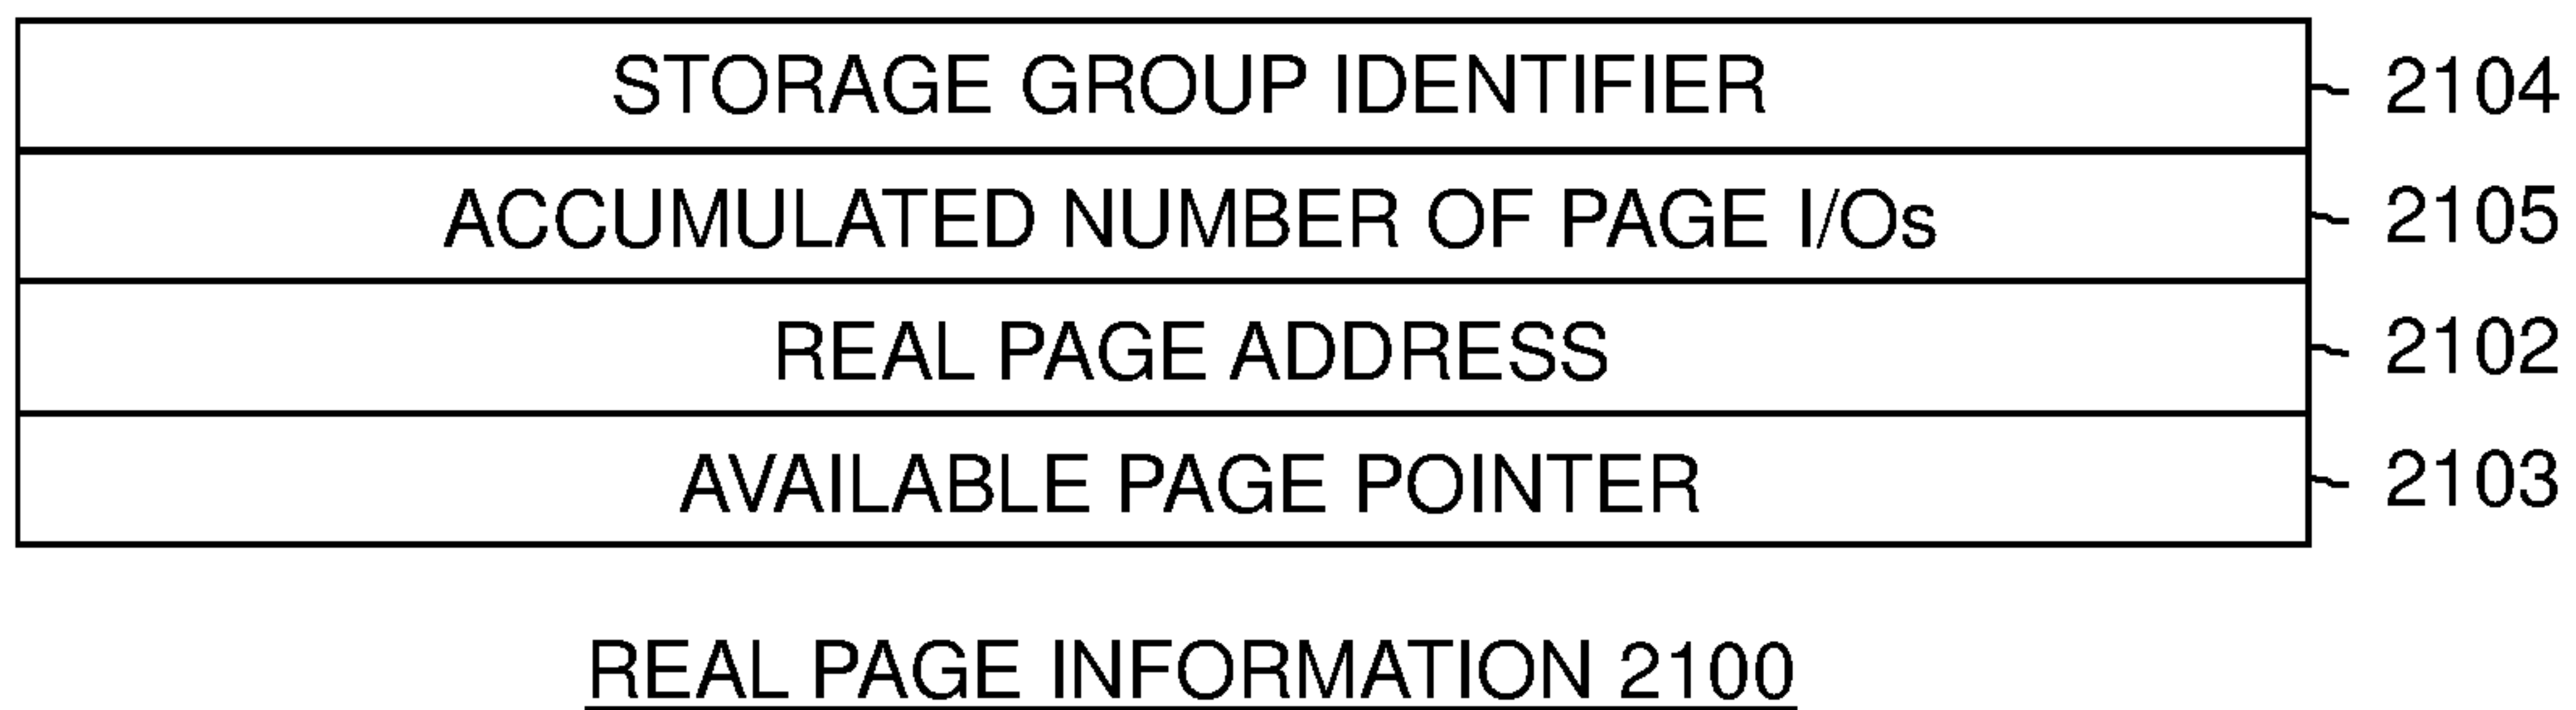 STORAGE GROUP IDENTIFIER 2104
ACCUMULATED NUMBER OF PAGE I/Os 2105
REAL PAGE ADDRESS 2102
AVAILABLE PAGE POINTER 2103
REAL PAGE INFORMATION 2100